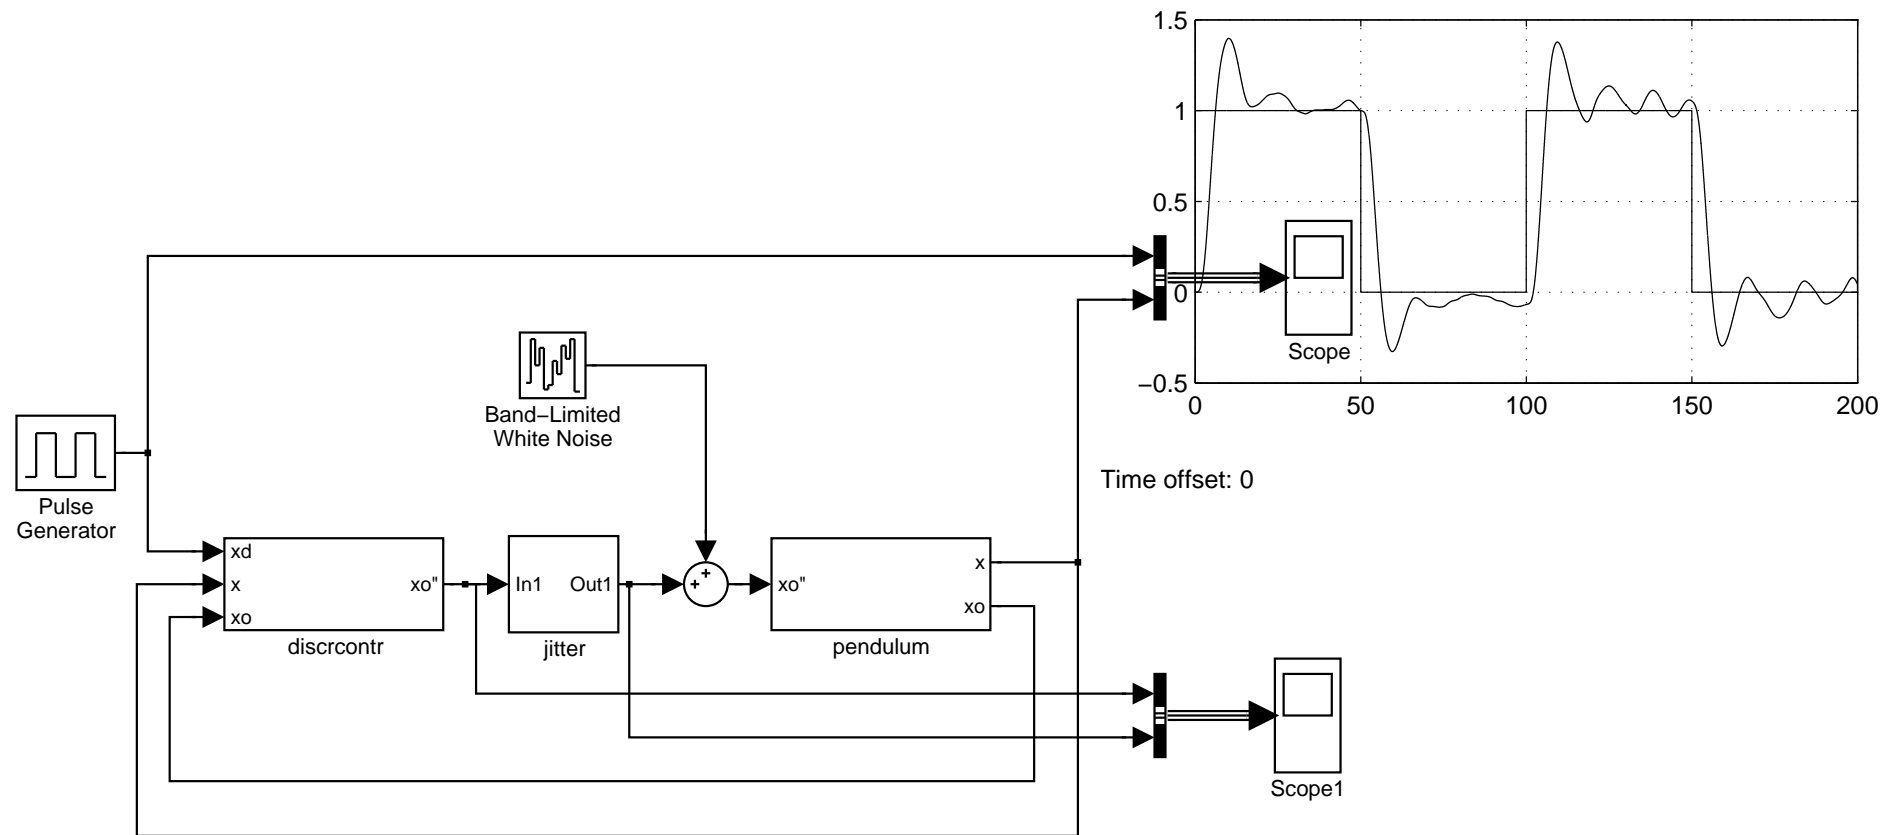 1.5
1
0.5
0
−0.5
0
50
100
150
200
Scope
Band−Limited
White Noise
Time offset: 0
Pulse
Generator
xd
x
xo
xo"
discrcontr
In1
Out1
jitter
+
+
xo"
x
xo
pendulum
Scope1